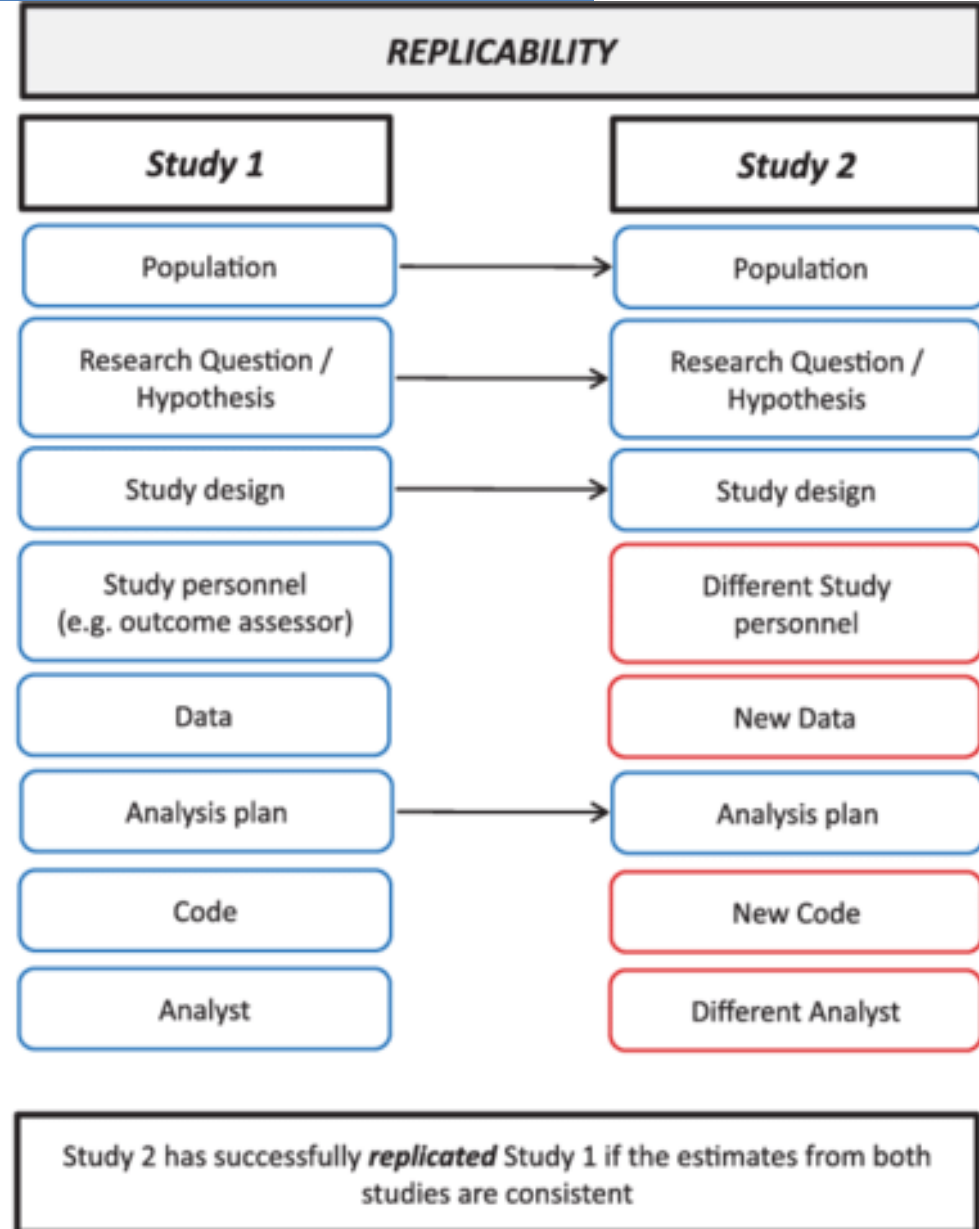 REPLICABILITY
Study 1
Study 2
Population
Population
Research Question /
Hypothesis
Research Question /
Hypothesis
Study design
Study design
Study personnel
(e.g. outcome assessor)
Different Study
personnel
Data
New Data
Analysis plan
Analysis plan
Code
New Code
Analyst
Different Analyst
Study 2 has successfully replicated Study 1 if the estimates from both
studies are consistent